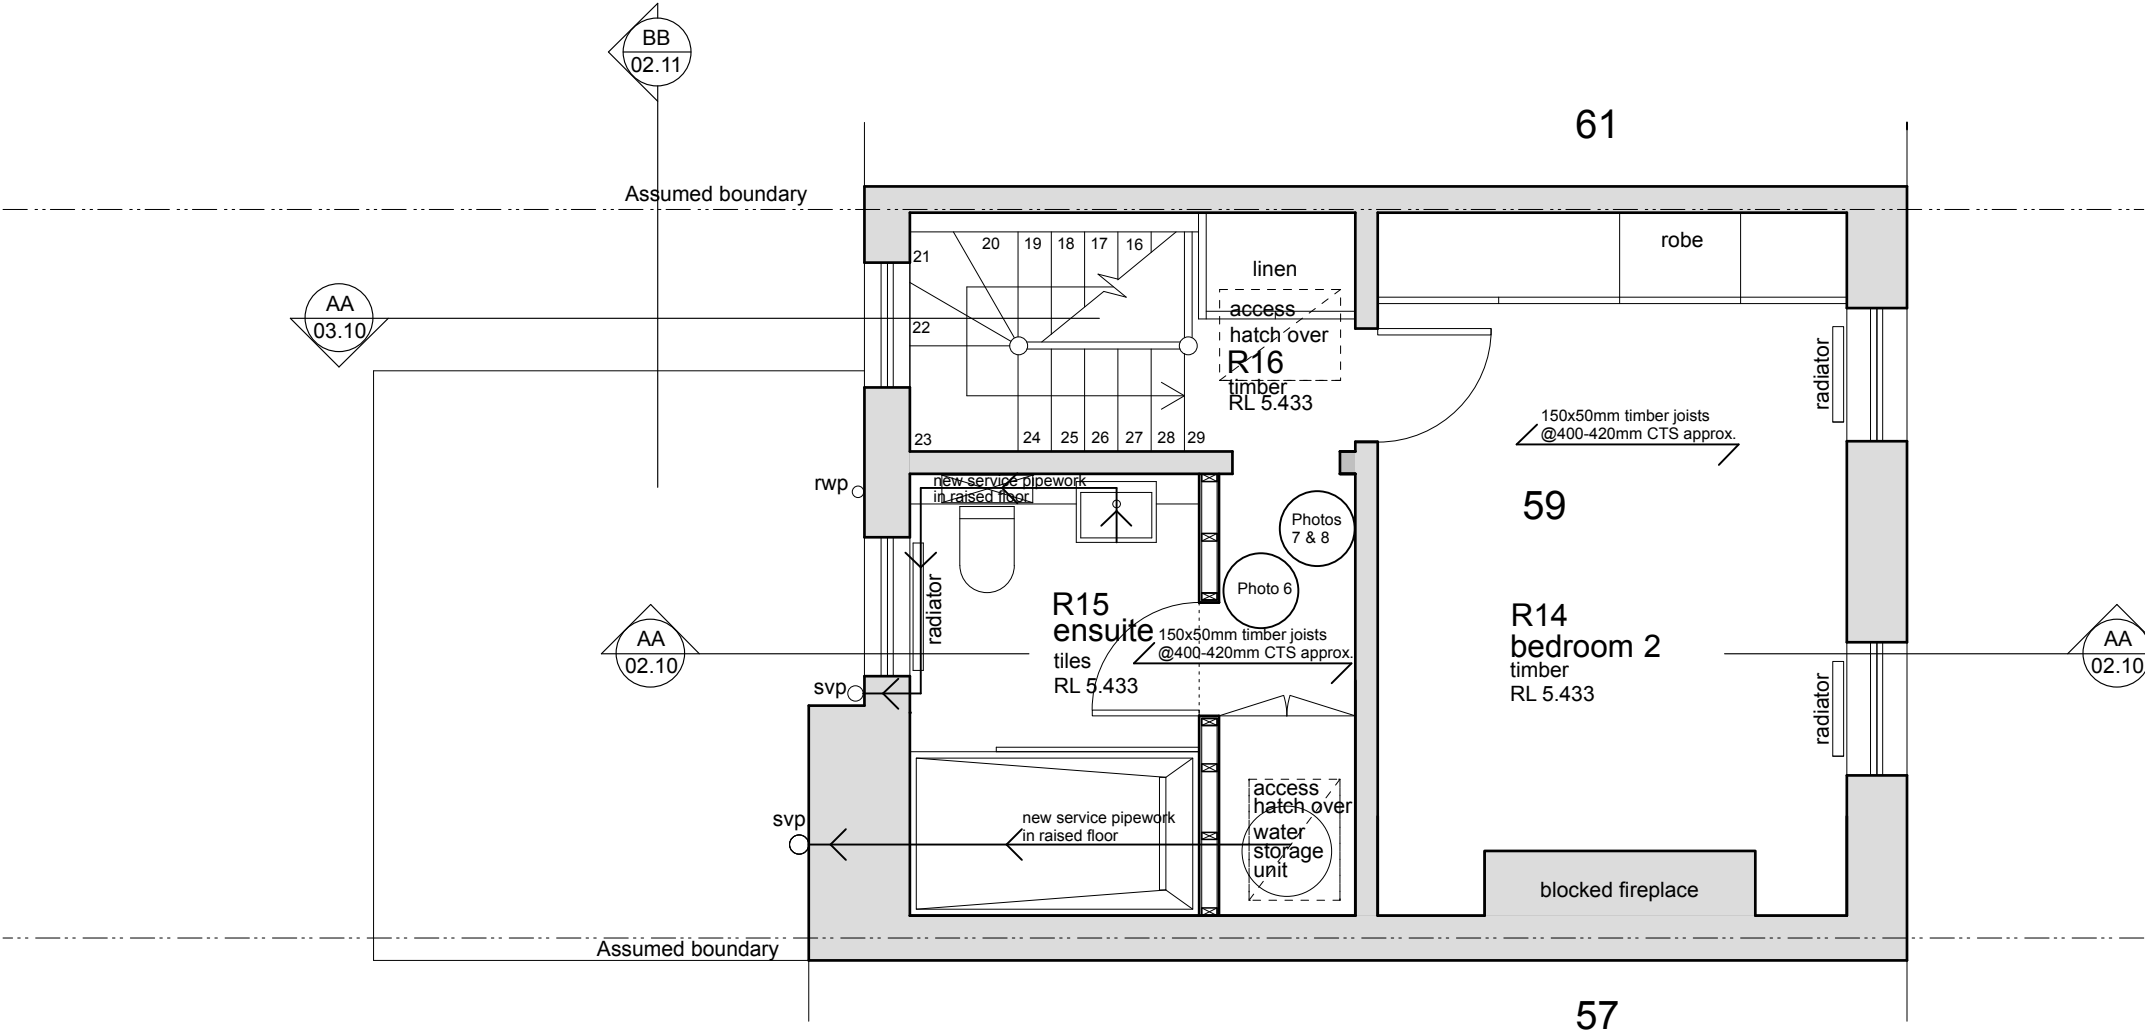 BB
02.11
61
Assumed boundary
20
19
18
17
16
21
22
23
24
25
26
27
28
29
linen
access
hatch over
R16
timber
RL 5.433
robe
AA
03.10
radiator
150x50mm timber joists
@400-420mm CTS approx.
rwp
new service pipework
in raised floor
Photos
7 & 8
59
Photo 6
radiator
R15
ensuite
tiles
RL 5.433
150x50mm timber joists
@400-420mm CTS approx.
R14
bedroom 2
timber
RL 5.433
AA
02.10
AA
02.10
svp
radiator
svp
new service pipework
in raised floor
access
hatch over
water
storage
unit
blocked fireplace
Assumed boundary
57